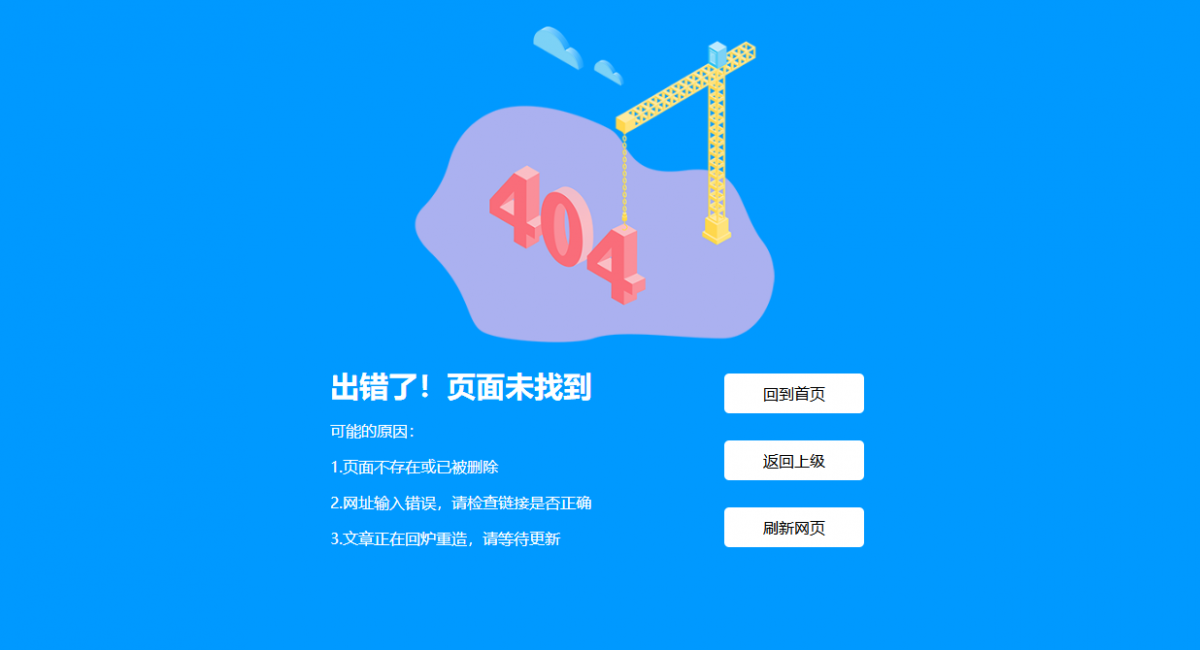 404
出错了！页面未找到
可能的原因：
1.页面不存在或已被删除
2.网址输入错误，请检查链接是否正确
3.文章正在回炉重造，请等待更新
回到首页
返回上级
刷新网页